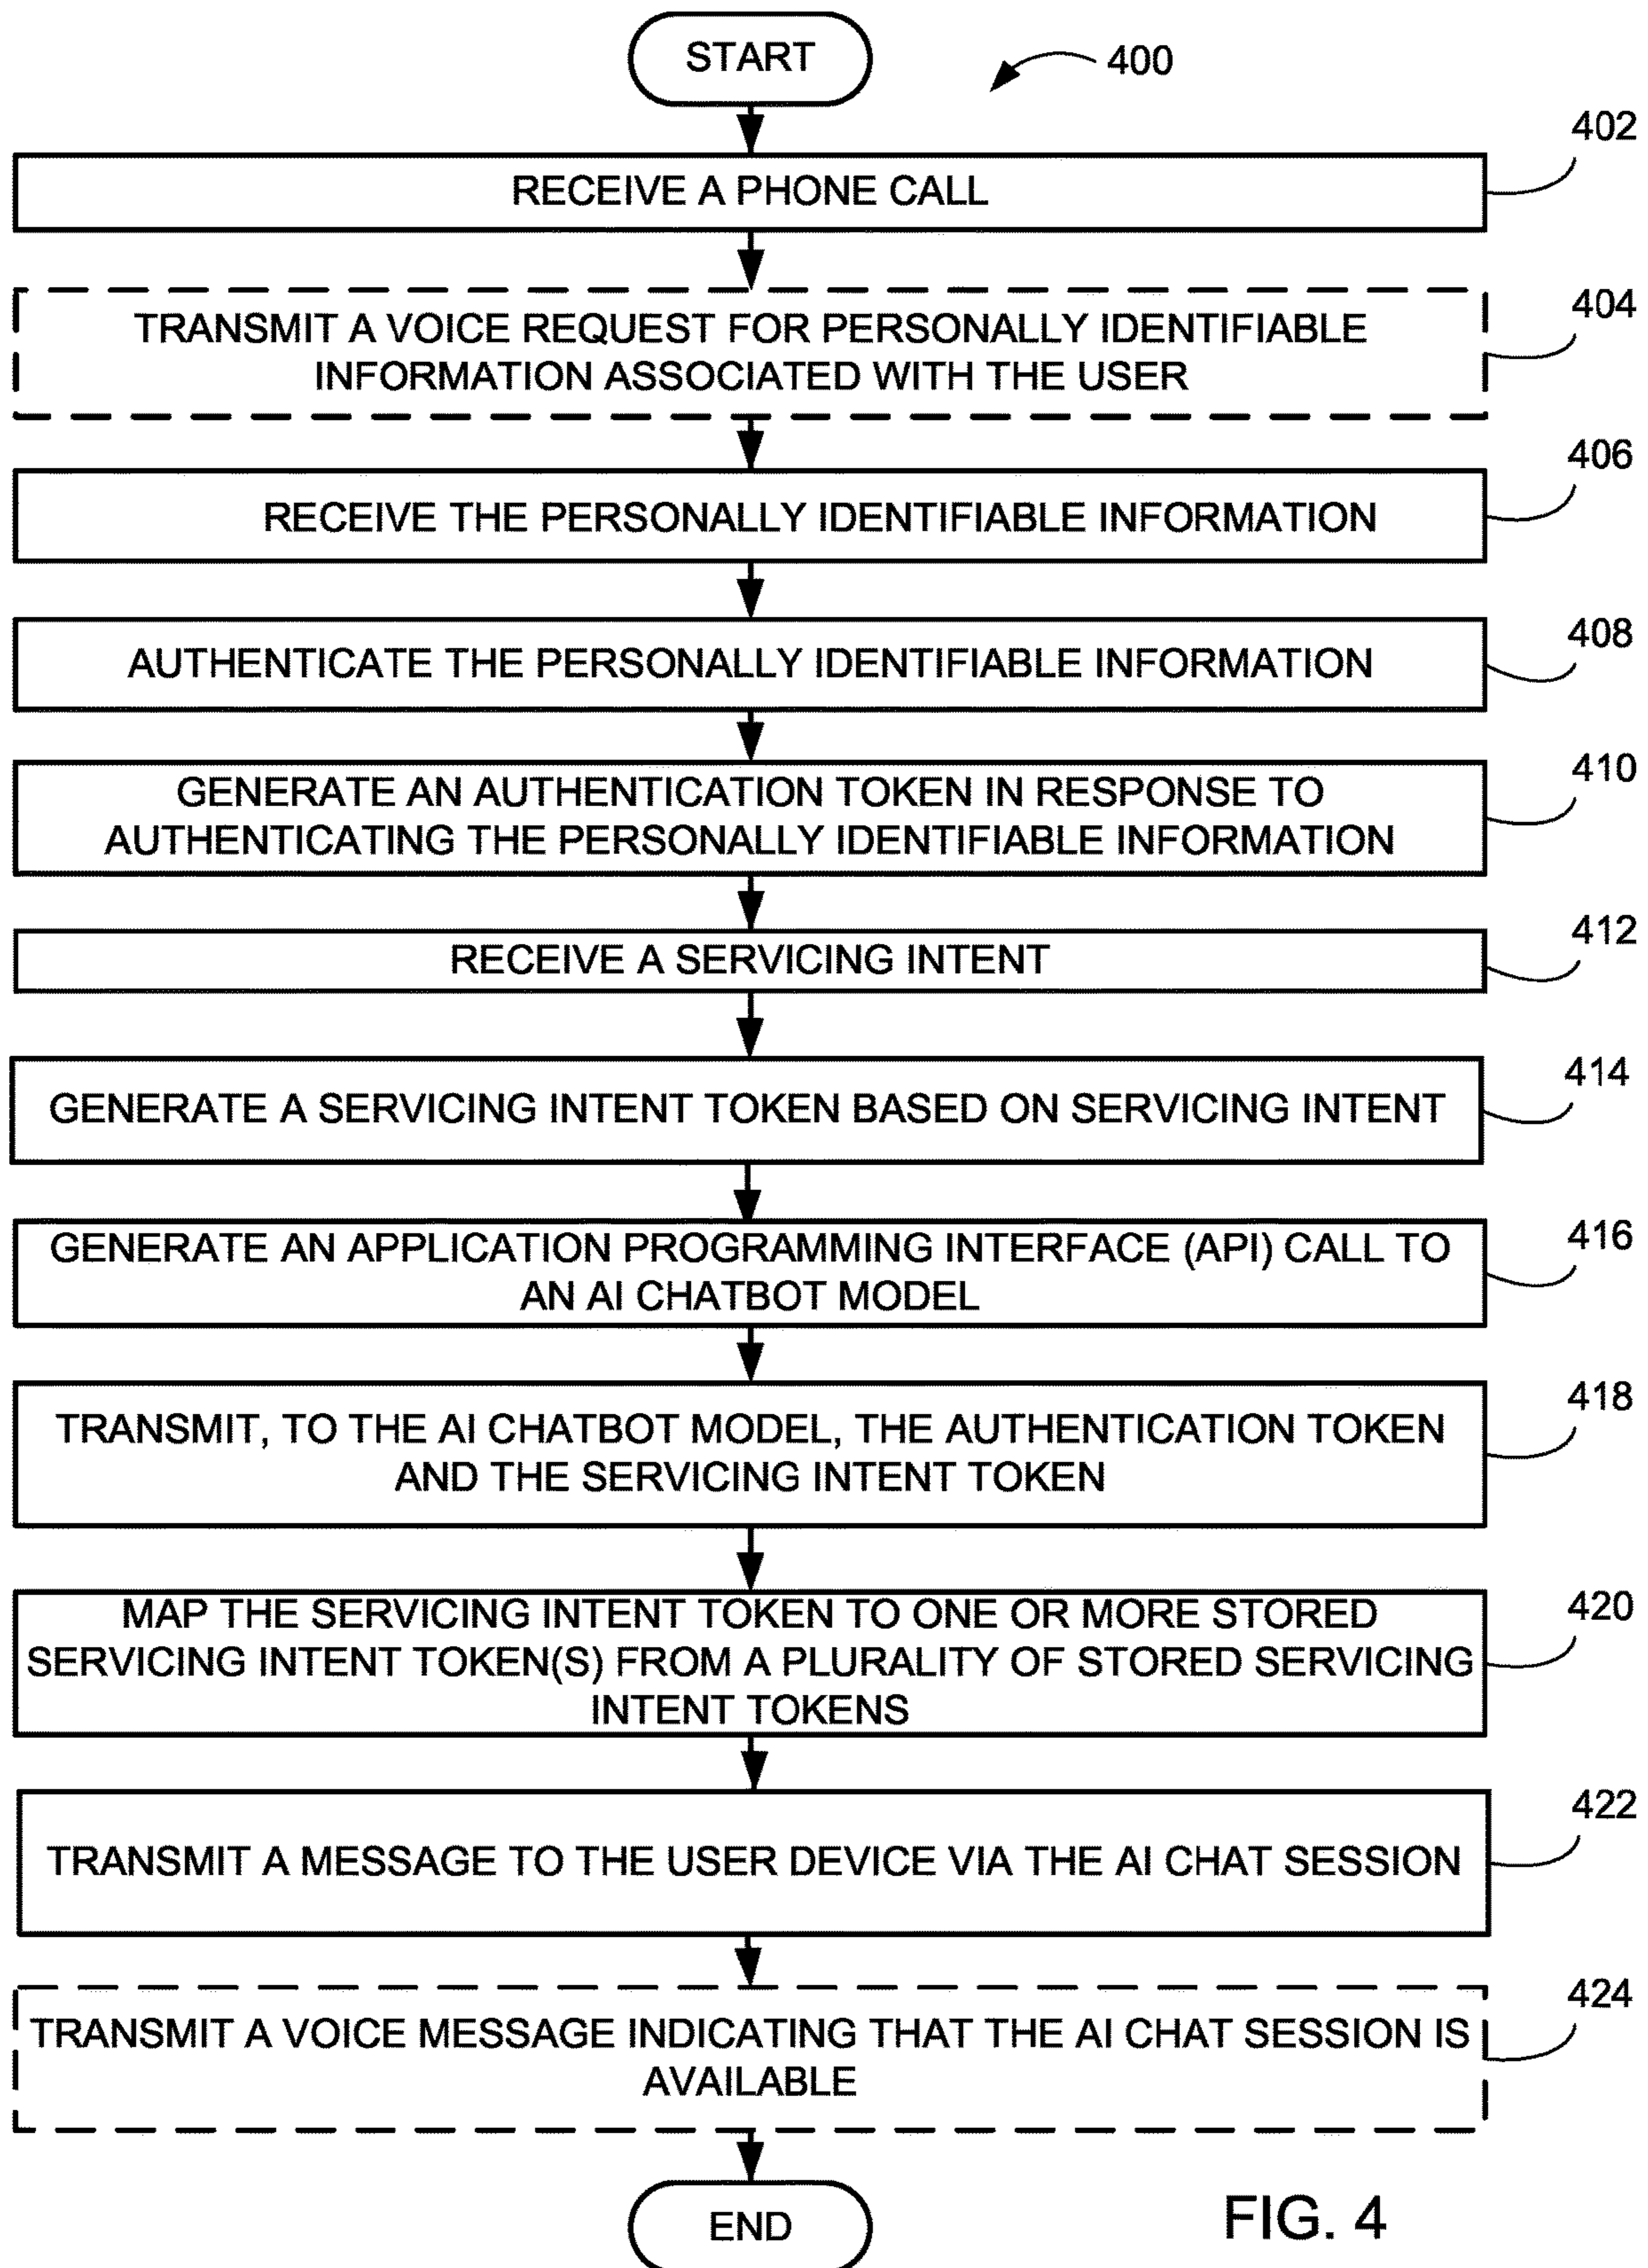 START
400
402
RECEIVE A PHONE CALL
404
TRANSMIT A VOICE REQUEST FOR PERSONALLY IDENTIFIABLE
INFORMATION ASSOCIATED WITH THE USER
406
RECEIVE THE PERSONALLY IDENTIFIABLE INFORMATION
408
AUTHENTICATE THE PERSONALLY IDENTIFIABLE INFORMATION
410
GENERATE AN AUTHENTICATION TOKEN IN RESPONSE TO
AUTHENTICATING THE PERSONALLY IDENTIFIABLE INFORMATION
412
RECEIVE A SERVICING INTENT
414
GENERATE A SERVICING INTENT TOKEN BASED ON SERVICING INTENT
416
GENERATE AN APPLICATION PROGRAMMING INTERFACE (API) CALL TO
AN AI CHATBOT MODEL
418
TRANSMIT, TO THE AI CHATBOT MODEL, THE AUTHENTICATION TOKEN
AND THE SERVICING INTENT TOKEN
420
MAP THE SERVICING INTENT TOKEN TO ONE OR MORE STORED
SERVICING INTENT TOKEN(S) FROM A PLURALITY OF STORED SERVICING
INTENT TOKENS
422
TRANSMIT A MESSAGE TO THE USER DEVICE VIA THE AI CHAT SESSION
424
TRANSMIT A VOICE MESSAGE INDICATING THAT THE AI CHAT SESSION IS
AVAILABLE
END
FIG. 4